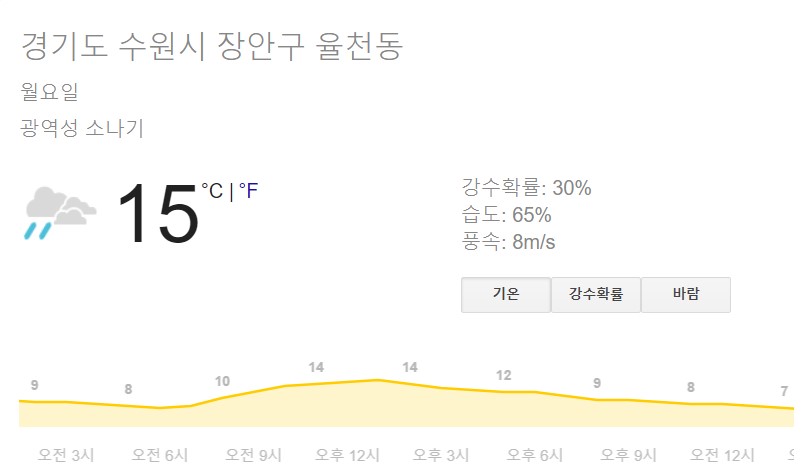 경기도 수원시 장안구 율천동
월요일
광역성 소나기
15 °C | °F
강수확률: 30%
습도: 65%
풍속: 8m/s
기온 강수확률 바람
9 8 10 14 14 12 9 8 7
오전 3시 오전 6시 오전 9시 오후 12시 오후 3시 오후 6시 오후 9시 오전 12시